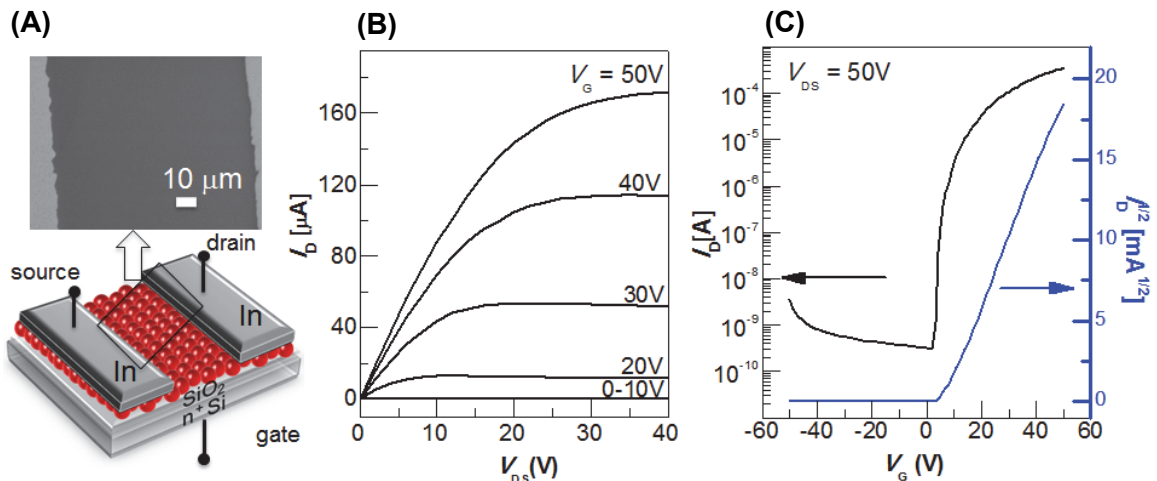 (A)
10 μm
drain
source
In
In
SiO2
n+Si
gate
(B)
VG = 50V
40V
30V
20V
0-10V
160
120
80
40
0
ID [μA]
0 10 20 30 40
VDS(V)
(C)
VDS = 50V
10-4
10-5
10-6
10-7
10-8
10-9
10-10
ID[A]
-60 -40 -20 0 20 40 60
VG (V)
20
15
10
5
0
ID1/2 [mA1/2]